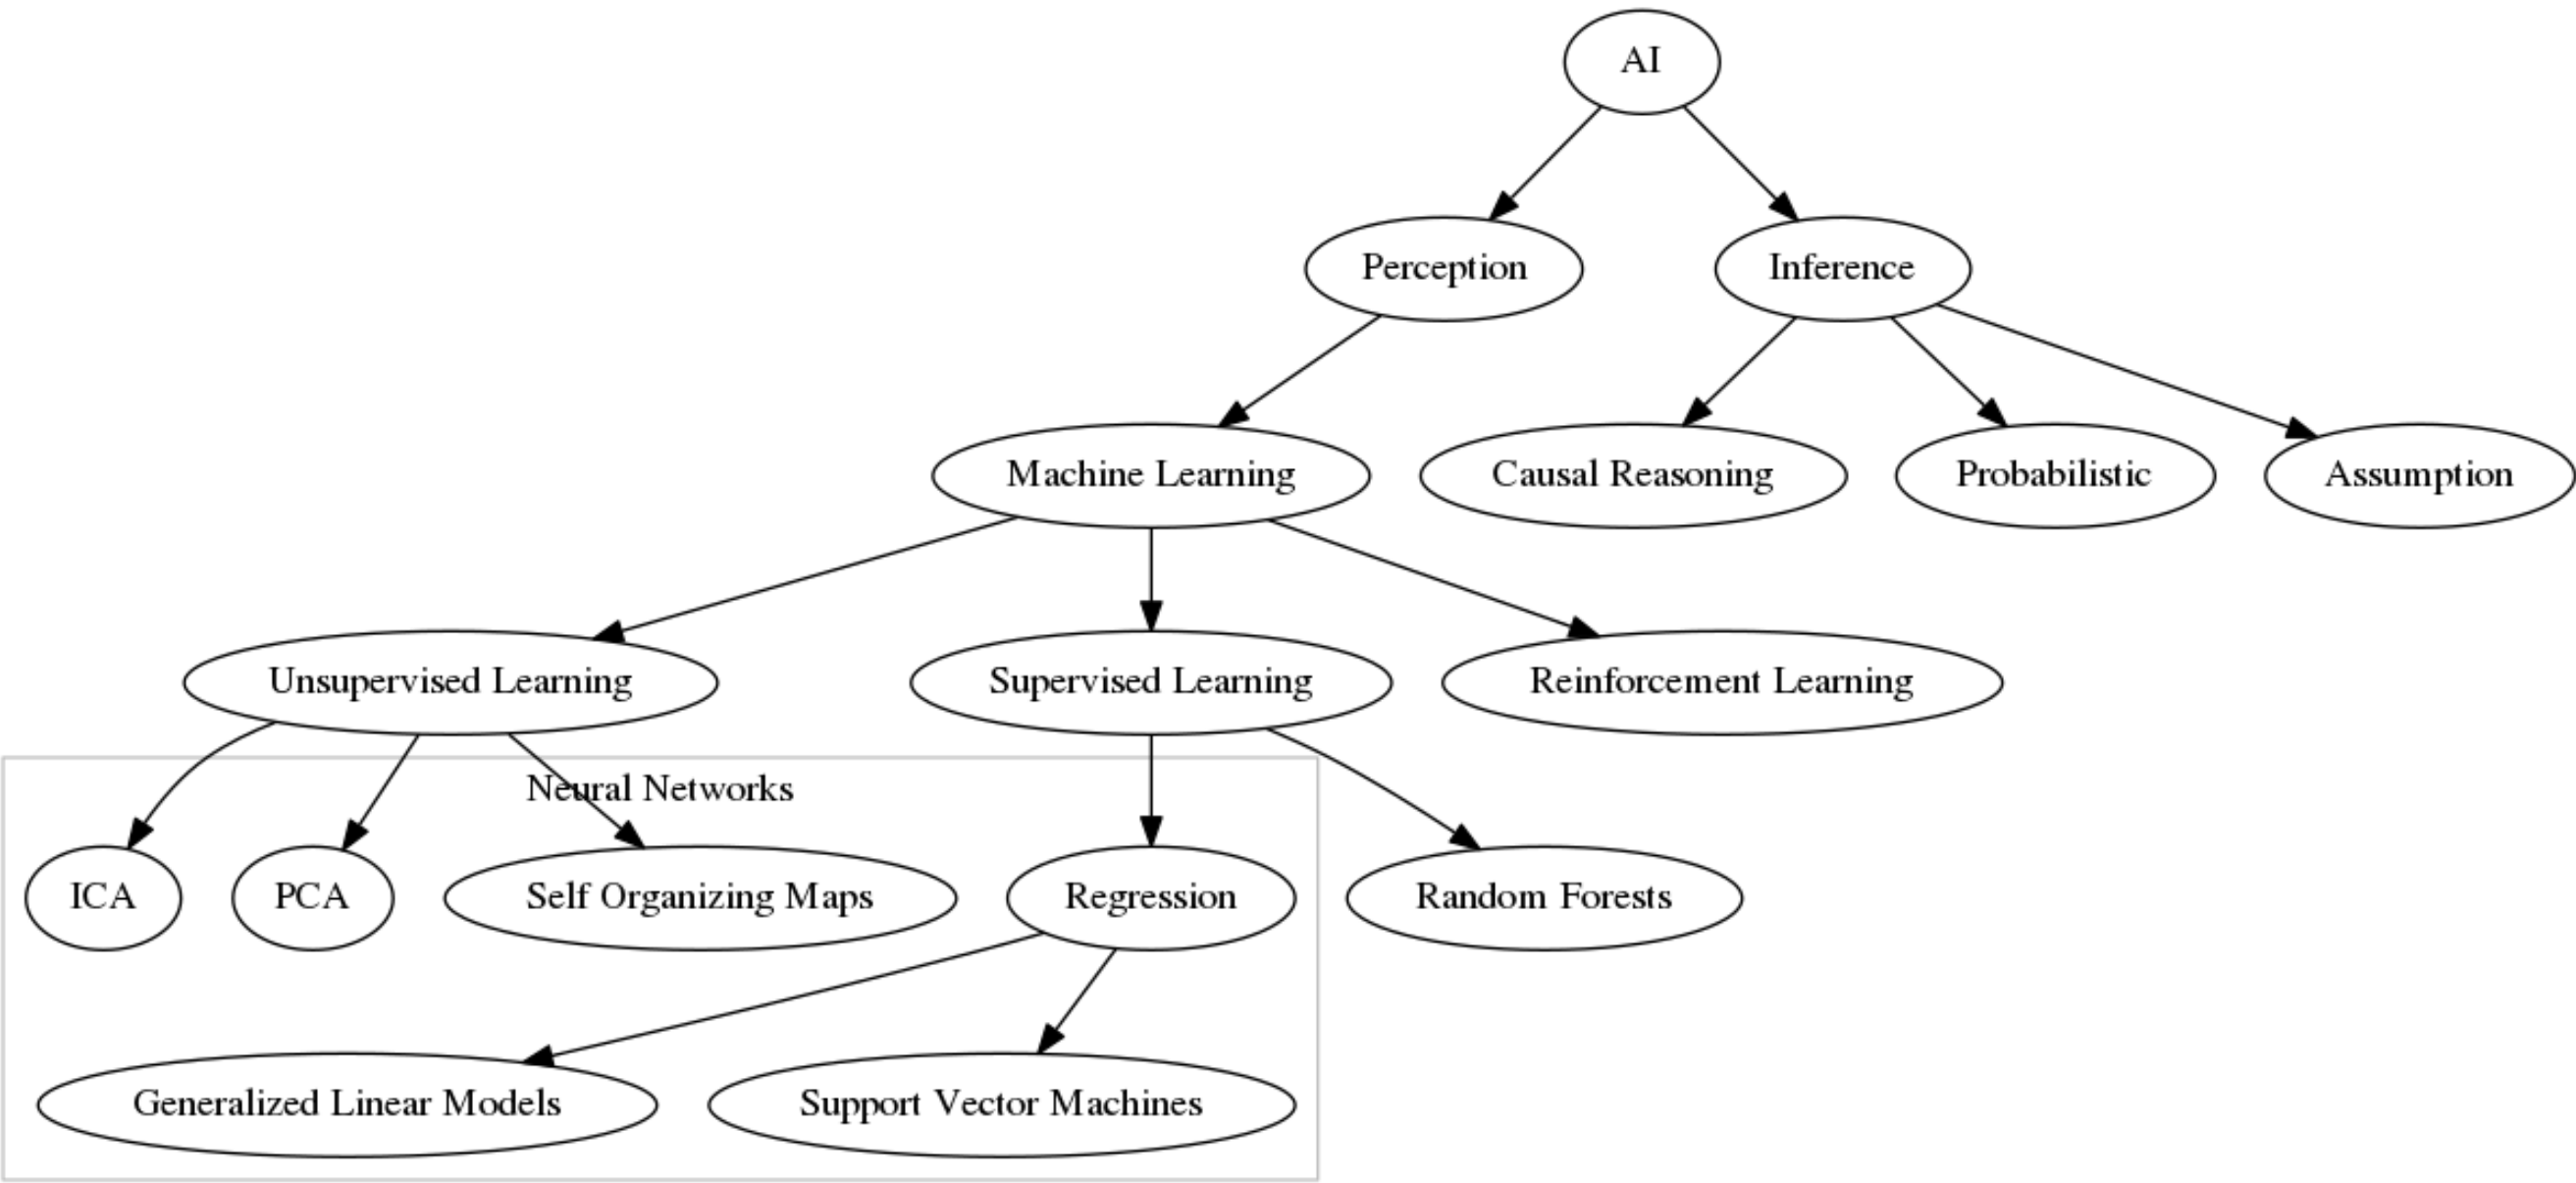 AI
Perception
Inference
Machine Learning
Causal Reasoning
Probabilistic
Assumption
Unsupervised Learning
Supervised Learning
Reinforcement Learning
Neural Networks
ICA
PCA
Self Organizing Maps
Regression
Random Forests
Generalized Linear Models
Support Vector Machines